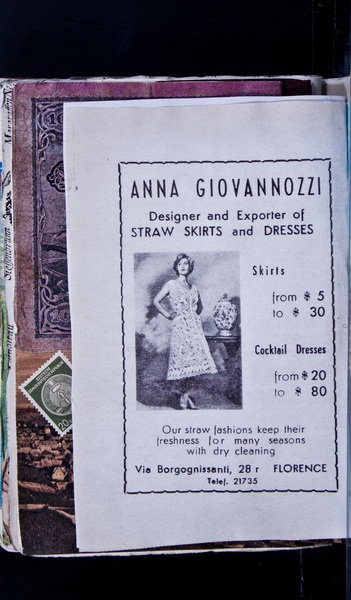 ANNA GIOVANNOZZI
Designer and Exporter of
STRAW SKIRTS and DRESSES
Skirts
from $ 5
to $ 30
Cocktail Dresses
from $ 20
to $ 80
Our straw fashions keep their
freshness for many seasons
with dry cleaning
Via Borgognissanti, 28 r FLORENCE
Telef. 21735
20